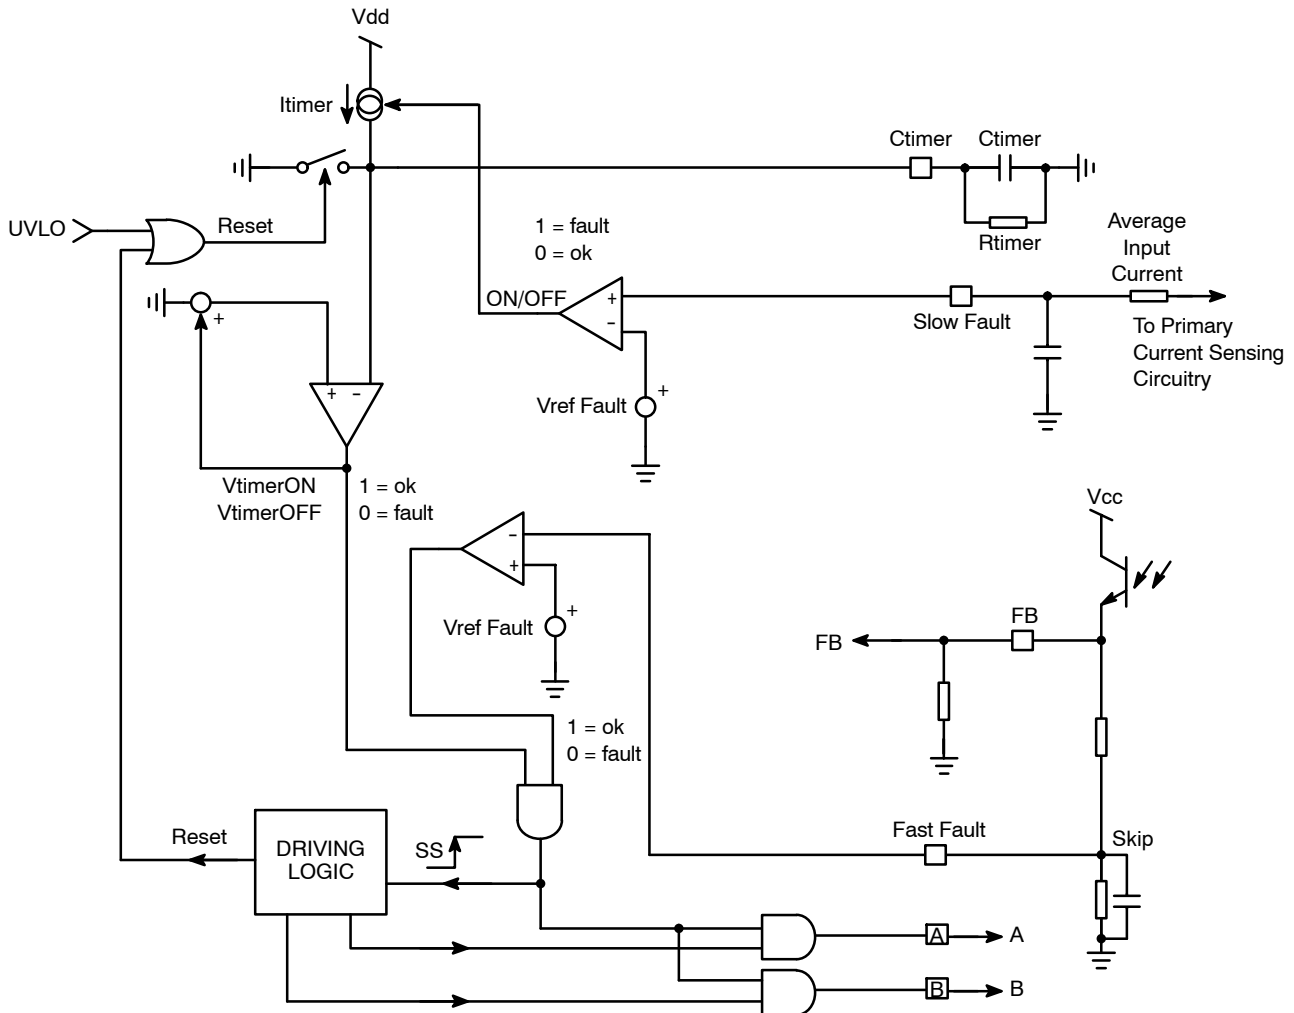 Vdd
Itimer
Ctimer
Ctimer
Rtimer
UVLO
Reset
1 = fault
0 = ok
Average
Input
Current
ON/OFF
+
−
Slow Fault
To Primary
Current Sensing
Circuitry
+
+ −
Vref Fault
+
VtimerON
VtimerOFF
1 = ok
0 = fault
Vcc
−
+
Vref Fault
+
FB
FB
1 = ok
0 = fault
Reset
DRIVING
LOGIC
SS
Fast Fault
Skip
A
A
B
B